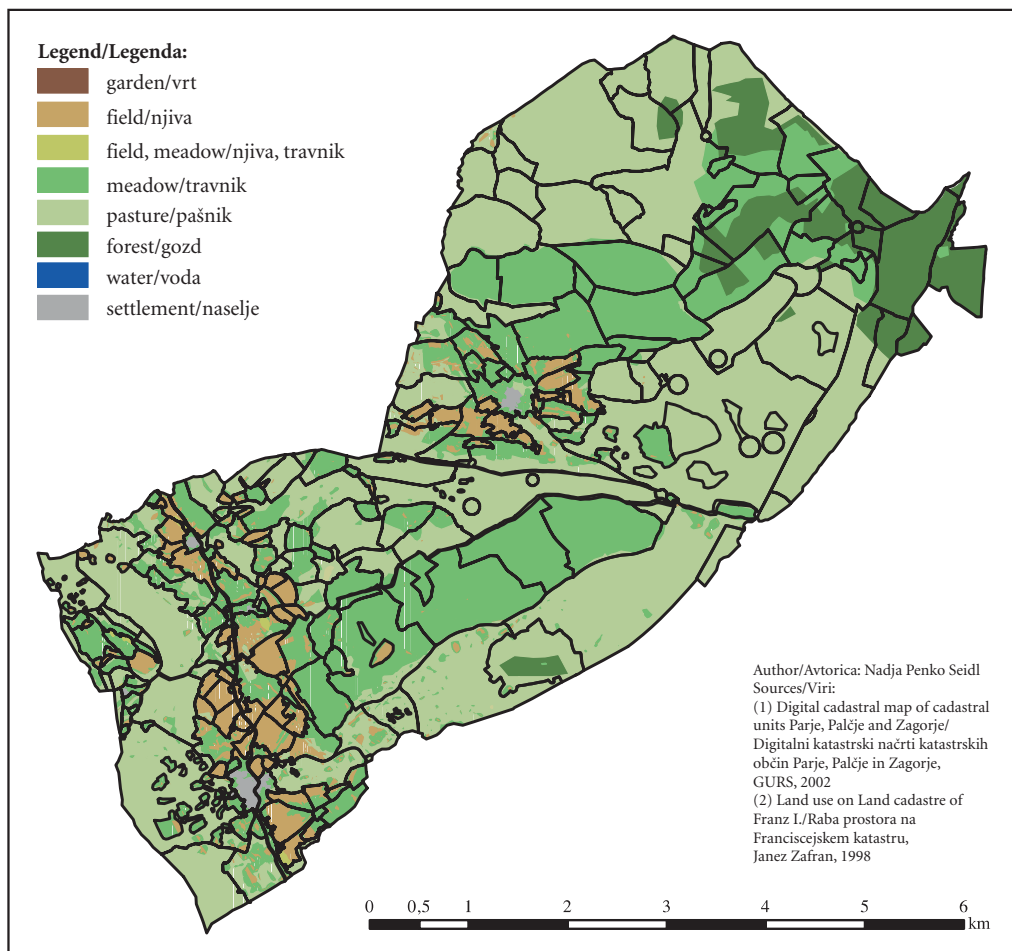 Legend/Legenda:
garden/vrt
field/njiva
field, meadow/njiva, travnik
meadow/travnik
pasture/pašnik
forest/gozd
water/voda
settlement/naselje
Author/Avtorica: Nadja Penko Seidl
Sources/Viri:
(1) Digital cadastral map of cadastral
units Parje, Palčje and Zagorje/
Digitalni katastrski načrti katastrskih
občin Parje, Palčje in Zagorje,
GURS, 2002
(2) Land use on Land cadastre of
Franz I./Raba prostora na
Franciscejskem katastru,
Janez Zafran, 1998
0 0,5 1 2 3 4 5 6
km